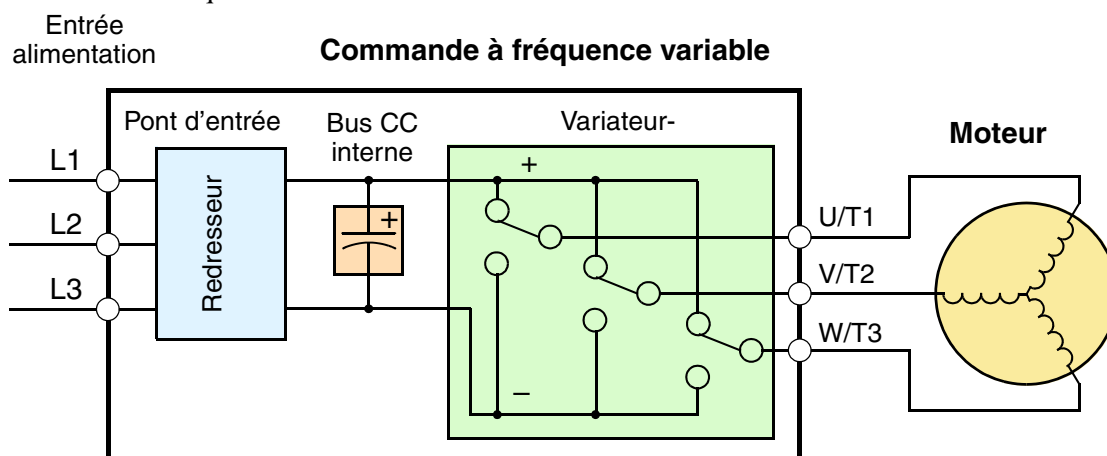 Entrée
alimentation
Commande à fréquence variable
Pont d'entrée
Bus CC
interne
Variateur-
Moteur
L1
L2
L3
Redresseur
+
+
–
U/T1
V/T2
W/T3